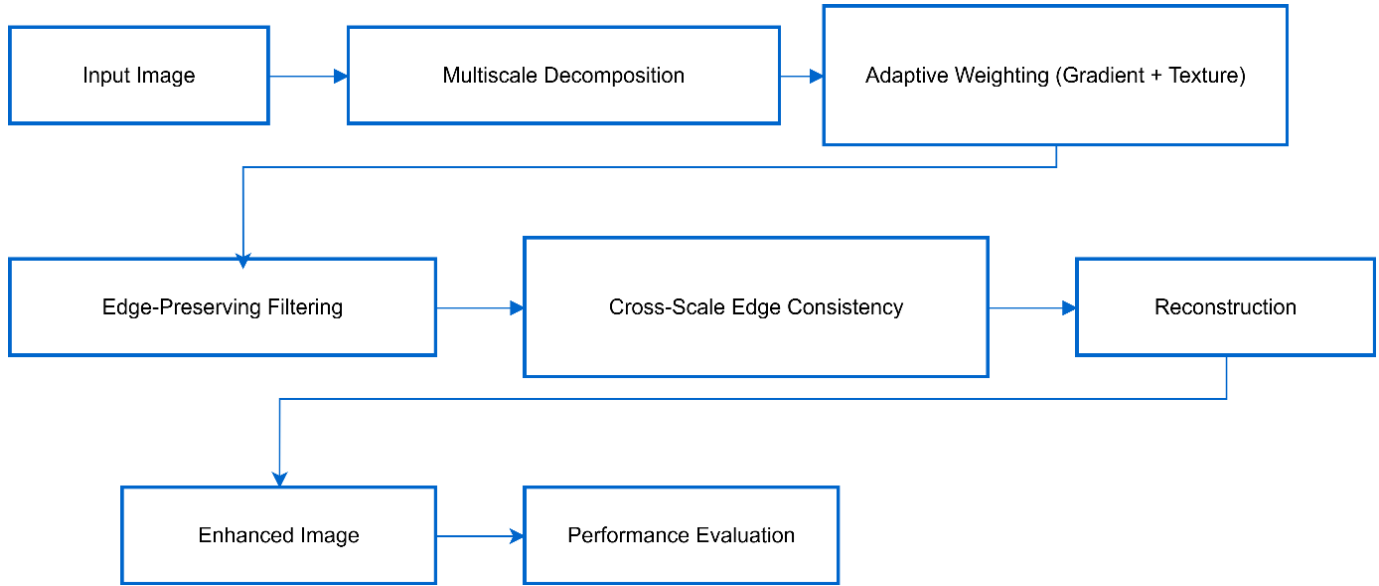 Input Image
Multiscale Decomposition
Adaptive Weighting (Gradient + Texture)
Edge-Preserving Filtering
Cross-Scale Edge Consistency
Reconstruction
Enhanced Image
Performance Evaluation